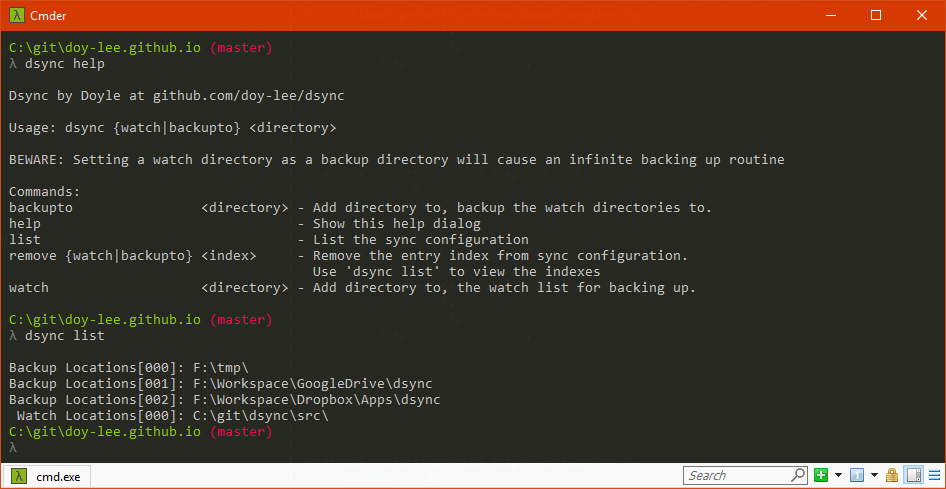 Cmder
C:\git\doy-lee.github.io (master)
λ dsync help
Dsync by Doyle at github.com/doy-lee/dsync
Usage: dsync {watch|backupto} <directory>
BEWARE: Setting a watch directory as a backup directory will cause an infinite backing up routine
Commands:
backupto                <directory> - Add directory to, backup the watch directories to.
help                                - Show this help dialog
list                                - List the sync configuration
remove {watch|backupto} <index>     - Remove the entry index from sync configuration.
                                      Use 'dsync list' to view the indexes
watch                   <directory> - Add directory to, the watch list for backing up.
C:\git\doy-lee.github.io (master)
λ dsync list
Backup Locations[000]: F:\tmp\
Backup Locations[001]: F:\Workspace\GoogleDrive\dsync
Backup Locations[002]: F:\Workspace\Dropbox\Apps\dsync
 Watch Locations[000]: C:\git\dsync\src\
C:\git\doy-lee.github.io (master)
λ
λ cmd.exe
Search